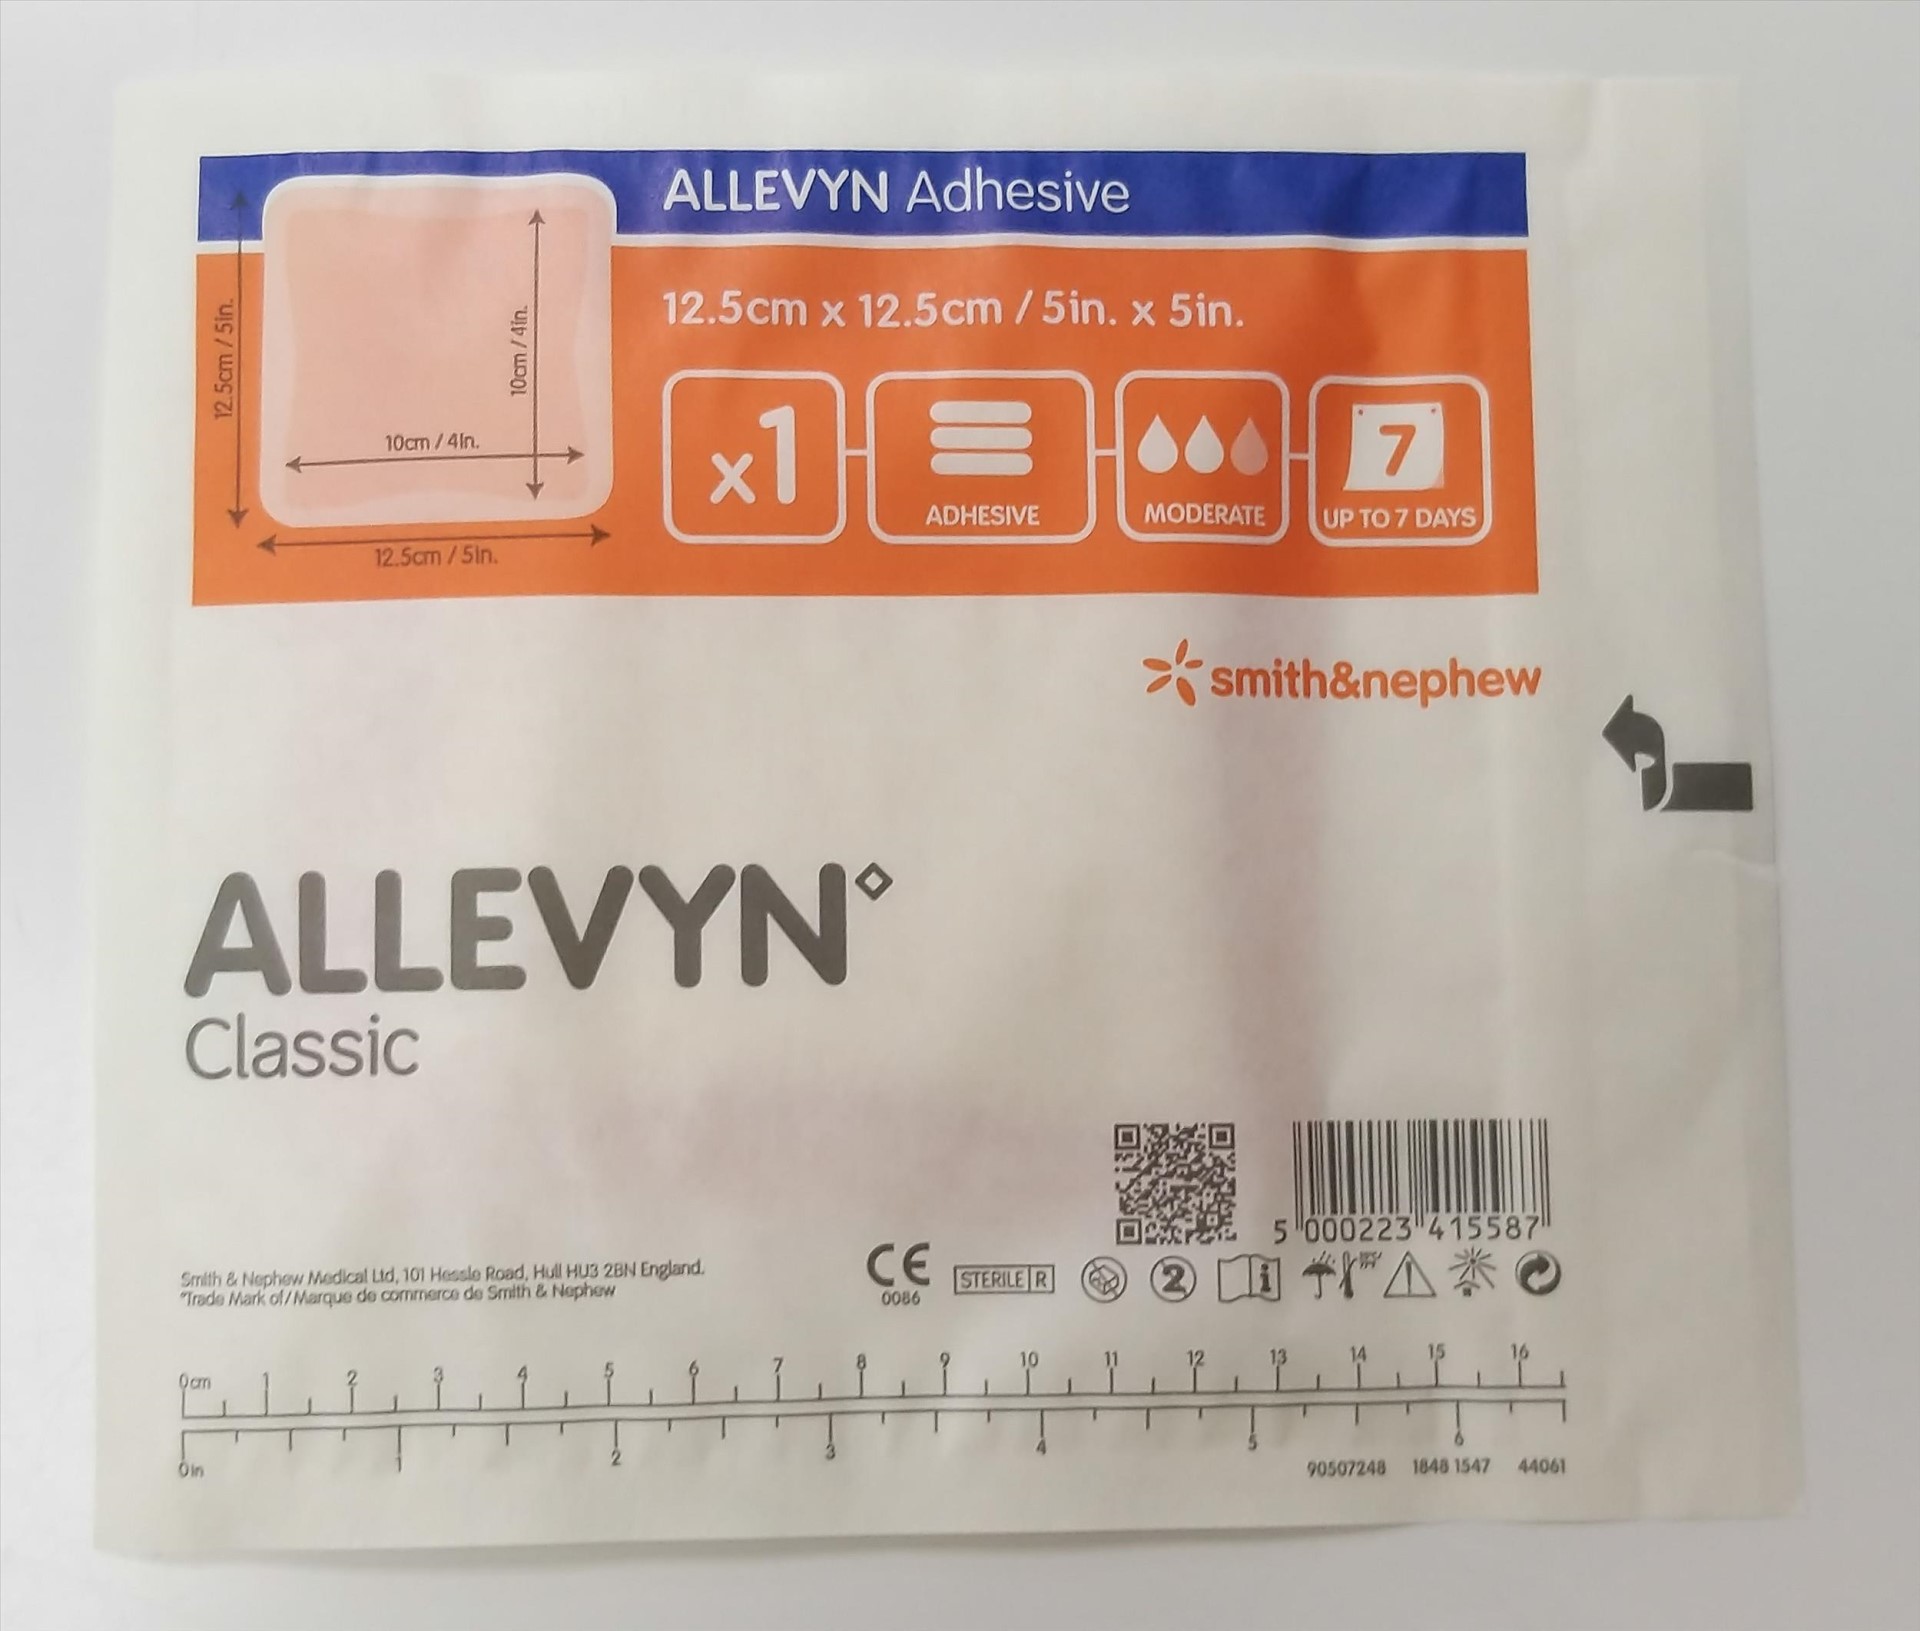 ALLEVYN Adhesive
12.5cm x 12.5cm / 5in. x 5in.
12.5cm / 5in.
10cm / 4in.
10cm / 4in.
12.5cm / 5in.
x1
ADHESIVE
MODERATE
7
UP TO 7 DAYS
smith&nephew
ALLEVYN◊
Classic
5 000223 415587
Smith & Nephew Medical Ltd, 101 Hessle Road, Hull HU3 2BN England.
◊Trade Mark of/Marque de commerce de Smith & Nephew
CE
0086
STERILE R
2
i
0cm 1 2 3 4 5 6 7 8 9 10 11 12 13 14 15 16
0in 1 2 3 4 5 6
90507248 1848 1547 44061